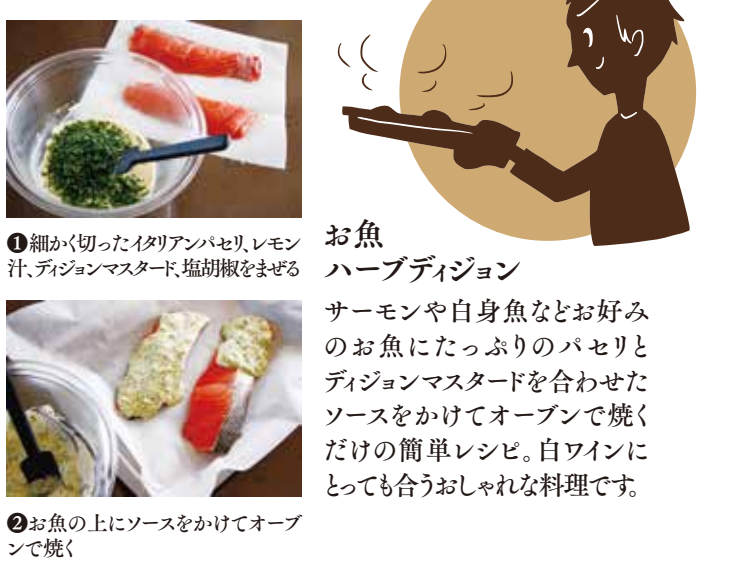 ❶細かく切ったイタリアンパセリ、レモン
汁、ディジョンマスタード、塩胡椒をまぜる
❷お魚の上にソースをかけてオーブ
ンで焼く
お魚
ハーブディジョン
サーモンや白身魚などお好み
のお魚にたっぷりのパセリと
ディジョンマスタードを合わせた
ソースをかけてオーブンで焼く
だけの簡単レシピ。白ワインに
とっても合うおしゃれな料理です。